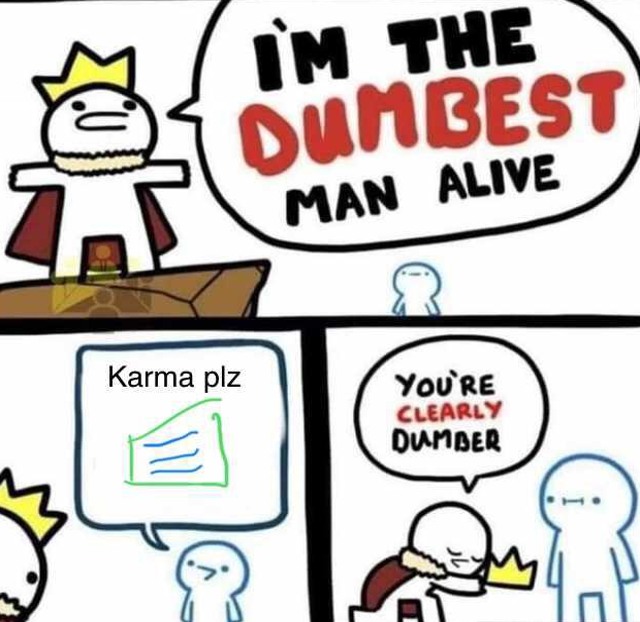 I'M THE
DUMBEST
MAN ALIVE
Karma plz
YOU'RE
CLEARLY
DUMBER